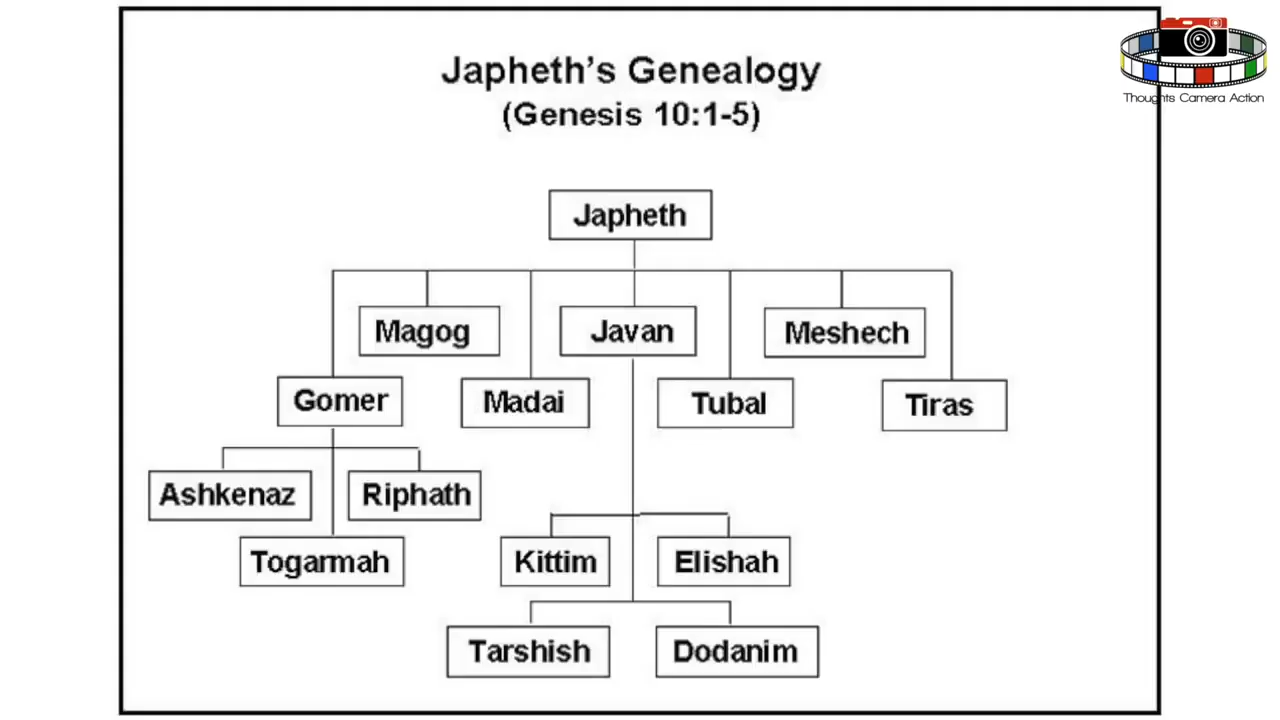 Japheth's Genealogy
(Genesis 10:1-5)
Thoughts Camera Action
Japheth
Magog
Javan
Meshech
Gomer
Madai
Tubal
Tiras
Ashkenaz
Riphath
Togarmah
Kittim
Elishah
Tarshish
Dodanim